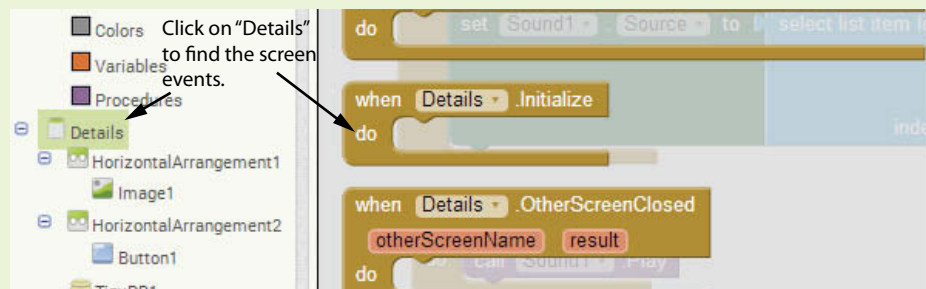 Colors
Variables
Procedures
Details
HorizontalArrangement1
Image1
HorizontalArrangement2
Button1
Click on "Details"
to find the screen
events.
do
set Sound1 . Source to select list item
when Details .Initialize
do
when Details .OtherScreenClosed
otherScreenName result
do call Sound1 .Play